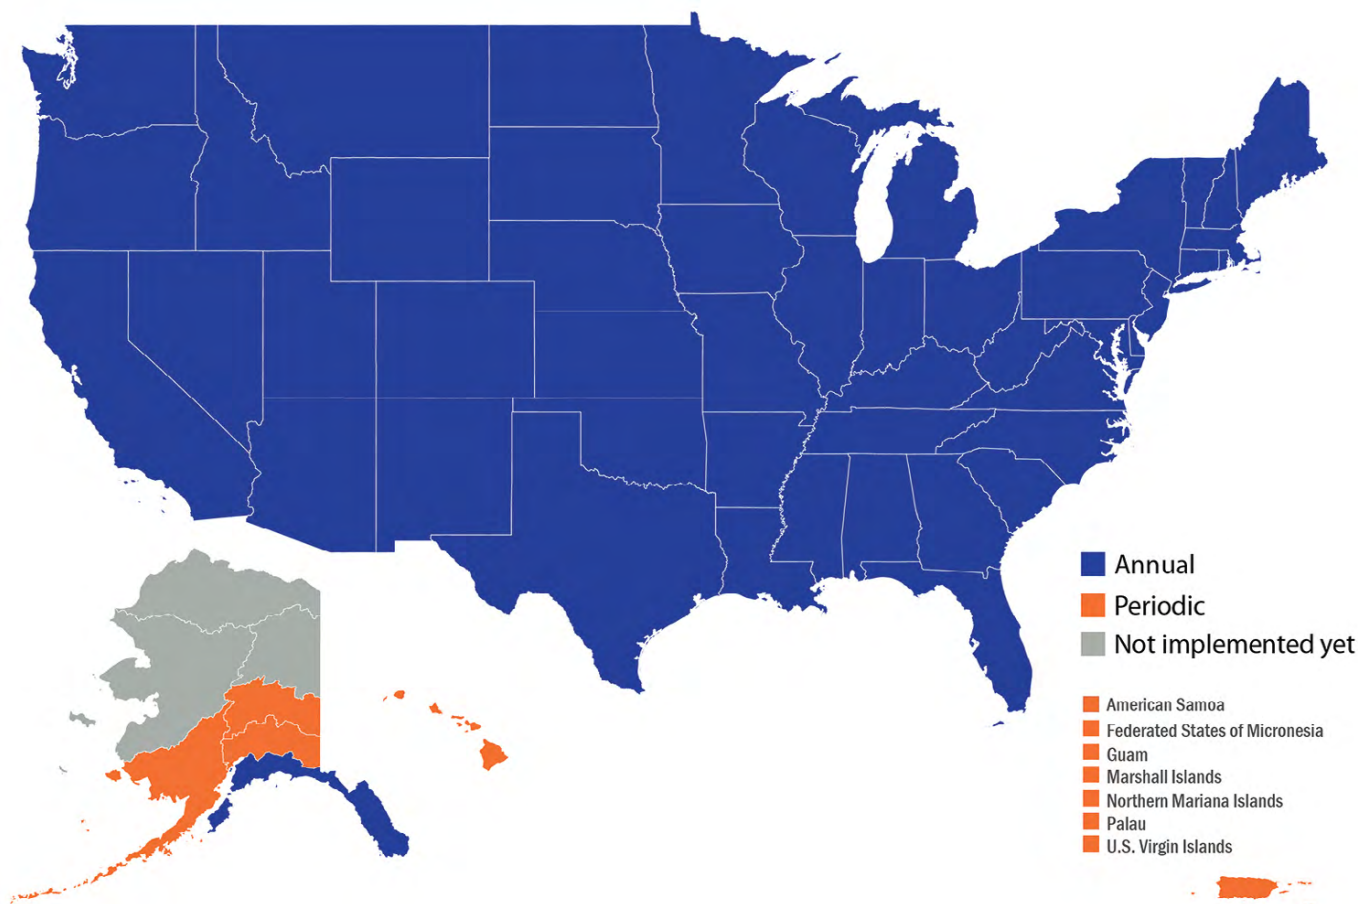 Annual
Periodic
Not implemented yet
American Samoa
Federated States of Micronesia
Guam
Marshall Islands
Northern Mariana Islands
Palau
U.S. Virgin Islands